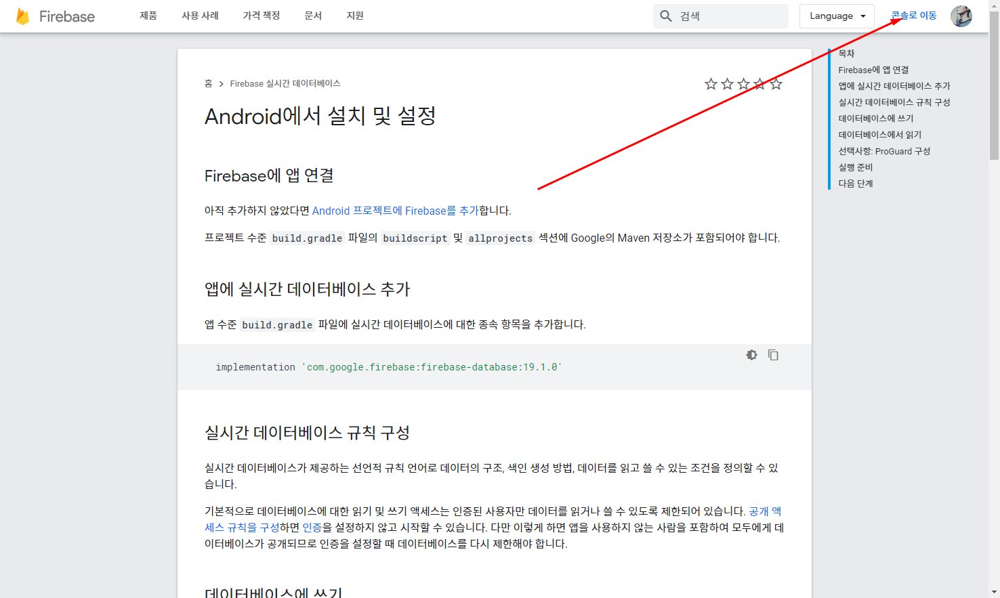 Firebase
제품
사용 사례
가격 책정
문서
지원
검색
Language
콘솔로 이동
홈
Firebase 실시간 데이터베이스
Android에서 설치 및 설정
Firebase에 앱 연결
아직 추가하지 않았다면 Android 프로젝트에 Firebase를 추가합니다.
프로젝트 수준 build.gradle 파일의 buildscript 및 allprojects 섹션에 Google의 Maven 저장소가 포함되어야 합니다.
앱에 실시간 데이터베이스 추가
앱 수준 build.gradle 파일에 실시간 데이터베이스에 대한 종속 항목을 추가합니다.
implementation 'com.google.firebase:firebase-database:19.1.0'
실시간 데이터베이스 규칙 구성
실시간 데이터베이스가 제공하는 선언적 규칙 언어로 데이터의 구조, 색인 생성 방법, 데이터를 읽고 쓸 수 있는 조건을 정의할 수 있
습니다.
기본적으로 데이터베이스에 대한 읽기 및 쓰기 액세스는 인증된 사용자만 데이터를 읽거나 쓸 수 있도록 제한되어 있습니다. 공개 액
세스 규칙을 구성하면 인증을 설정하지 않고 시작할 수 있습니다. 다만 이렇게 하면 앱을 사용하지 않는 사람을 포함하여 모두에게 데
이터베이스가 공개되므로 인증을 설정할 때 데이터베이스를 다시 제한해야 합니다.
데이터베이스에 쓰기
목차
Firebase에 앱 연결
앱에 실시간 데이터베이스 추가
실시간 데이터베이스 규칙 구성
데이터베이스에 쓰기
데이터베이스에서 읽기
선택사항: ProGuard 구성
실행 준비
다음 단계